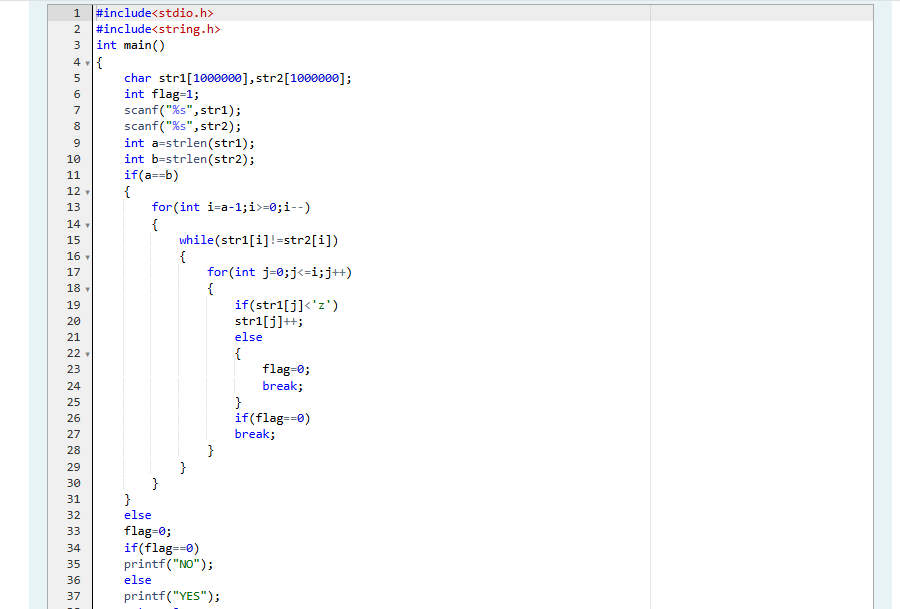 1 #include<stdio.h>
2 #include<string.h>
3 int main()
4 {
5 char str1[1000000],str2[1000000];
6 int flag=1;
7 scanf("%s",str1);
8 scanf("%s",str2);
9 int a=strlen(str1);
10 int b=strlen(str2);
11 if(a==b)
12 {
13 for(int i=a-1;i>=0;i--)
14 {
15 while(str1[i]!=str2[i])
16 {
17 for(int j=0;j<=i;j++)
18 {
19 if(str1[j]<'z')
20 str1[j]++;
21 else
22 {
23 flag=0;
24 break;
25 }
26 if(flag==0)
27 break;
28 }
29 }
30 }
31 }
32 else
33 flag=0;
34 if(flag==0)
35 printf("NO");
36 else
37 printf("YES");